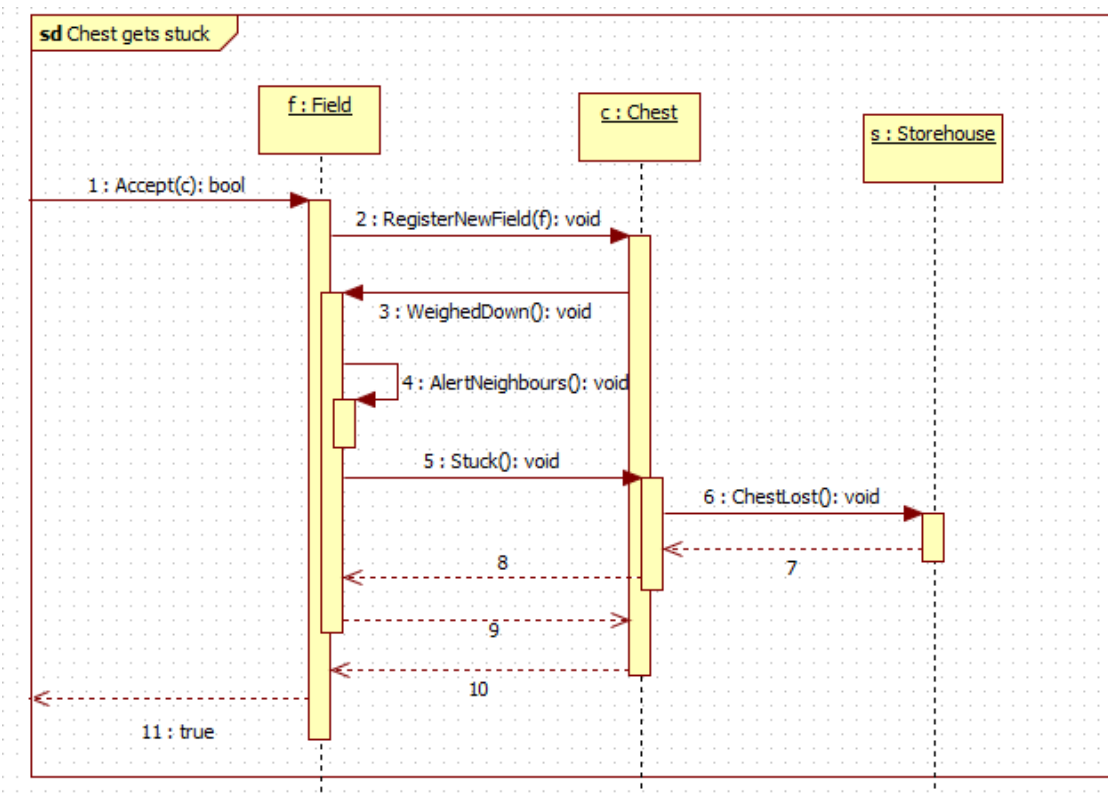 sd Chest gets stuck
f : Field
c : Chest
s : Storehouse
1 : Accept(c): bool
2 : RegisterNewField(f): void
3 : WeighedDown(): void
4 : AlertNeighbours(): void
5 : Stuck(): void
6 : ChestLost(): void
7
8
9
10
11 : true